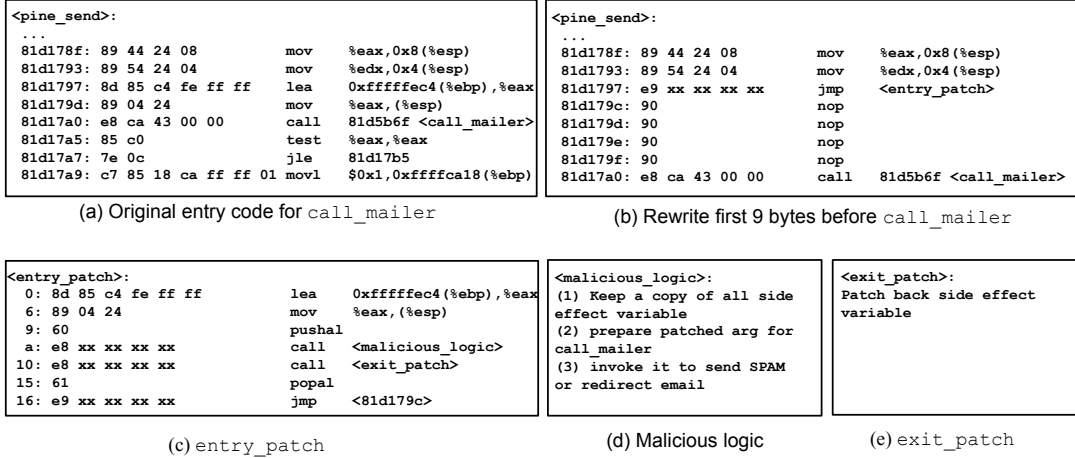 <pine_send>:
...
81d178f: 89 44 24 08 mov %eax,0x8(%esp)
81d1793: 89 54 24 04 mov %edx,0x4(%esp)
81d1797: 8d 85 c4 fe ff ff lea 0xfffffec4(%ebp),%eax
81d179d: 89 04 24 mov %eax,(%esp)
81d17a0: e8 ca 43 00 00 call 81d5b6f <call_mailer>
81d17a5: 85 c0 test %eax,%eax
81d17a7: 7e 0c jle 81d17b5
81d17a9: c7 85 18 ca ff ff 01 movl $0x1,0xffffca18(%ebp)
(a) Original entry code for call_mailer
<pine_send>:
...
81d178f: 89 44 24 08 mov %eax,0x8(%esp)
81d1793: 89 54 24 04 mov %edx,0x4(%esp)
81d1797: e9 xx xx xx xx jmp <entry_patch>
81d179c: 90 nop
81d179d: 90 nop
81d179e: 90 nop
81d179f: 90 nop
81d17a0: e8 ca 43 00 00 call 81d5b6f <call_mailer>
(b) Rewrite first 9 bytes before call_mailer
<entry_patch>:
0: 8d 85 c4 fe ff ff lea 0xfffffec4(%ebp),%eax
6: 89 04 24 mov %eax,(%esp)
9: 60 pushal
a: e8 xx xx xx xx call <malicious_logic>
10: e8 xx xx xx xx call <exit_patch>
15: 61 popal
16: e9 xx xx xx xx jmp <81d179c>
(c) entry_patch
<malicious_logic>:
(1) Keep a copy of all side
effect variable
(2) prepare patched arg for
call_mailer
(3) invoke it to send SPAM
or redirect email
(d) Malicious logic
<exit_patch>:
Patch back side effect
variable
(e) exit_patch